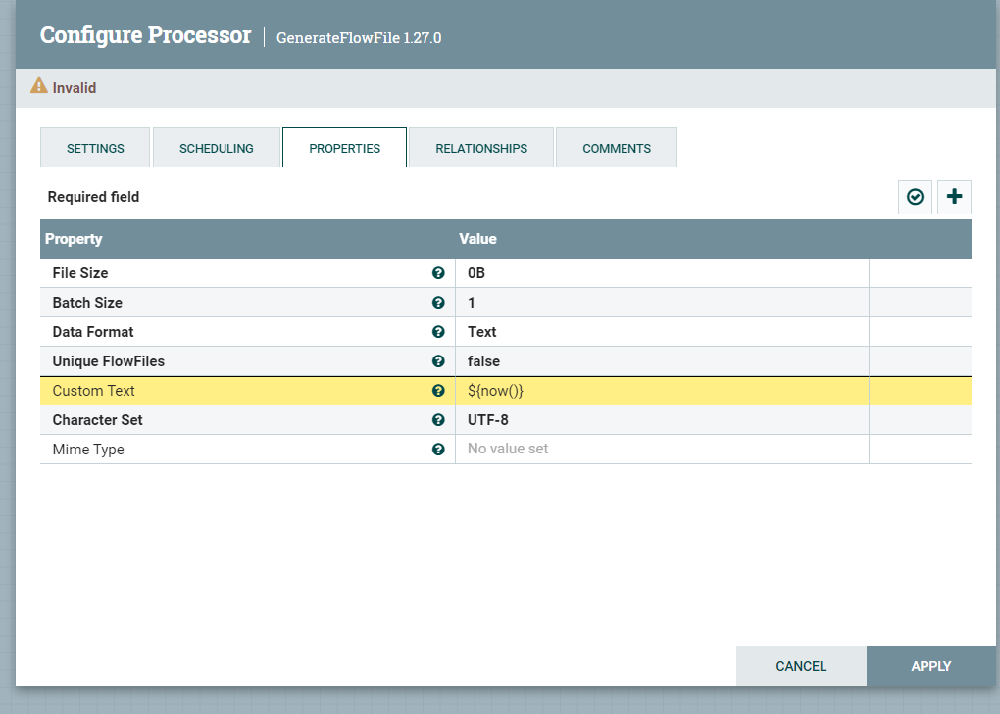 Configure Processor | GenerateFlowFile 1.27.0
Invalid
SETTINGS SCHEDULING PROPERTIES RELATIONSHIPS COMMENTS
Required field
Property Value
File Size 0B
Batch Size 1
Data Format Text
Unique FlowFiles false
Custom Text ${now()}
Character Set UTF-8
Mime Type No value set
CANCEL APPLY